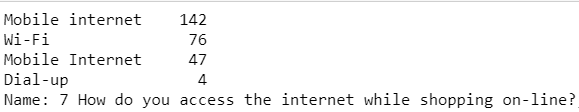 Mobile internet    142
Wi-Fi               76
Mobile Internet     47
Dial-up              4
Name: 7 How do you access the internet while shopping on-line?,